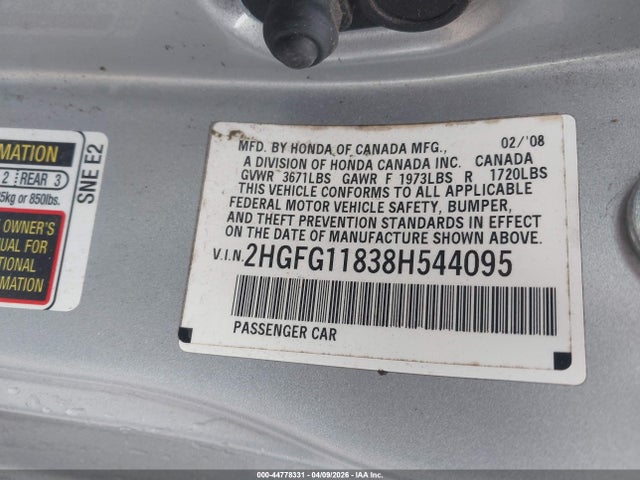 MATION
2 REAR 3
5kg or 850lbs.
OWNER'S
UAL FOR
TIONAL
RMATION
SNE E2
MFD. BY HONDA OF CANADA MFG., 02/'08
A DIVISION OF HONDA CANADA INC. CANADA
GVWR 3671LBS GAWR F 1973LBS R 1720LBS
THIS VEHICLE CONFORMS TO ALL APPLICABLE
FEDERAL MOTOR VEHICLE SAFETY, BUMPER,
AND THEFT PREVENTION STANDARDS IN EFFECT
ON THE DATE OF MANUFACTURE SHOWN ABOVE.
V.I.N. 2HGFG11838H544095
PASSENGER CAR
000-44778331 - 04/09/2026 - IAA Inc.